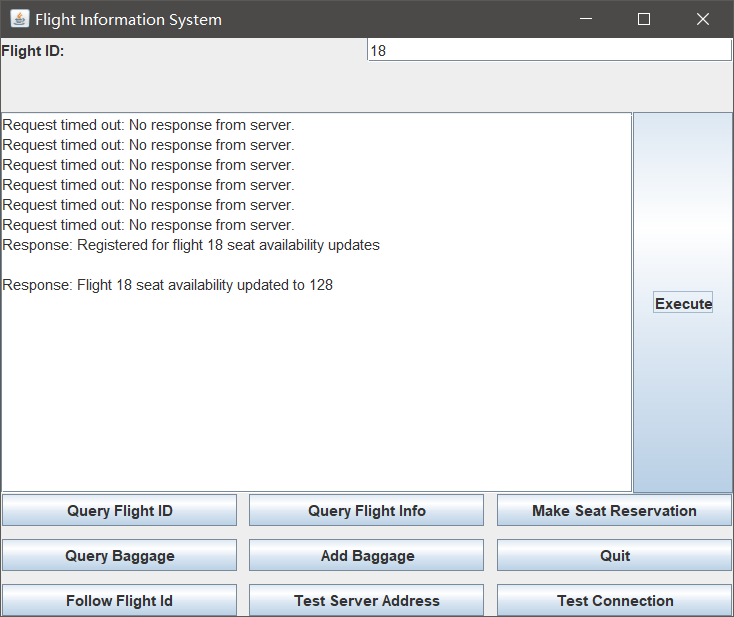 Flight Information System
Flight ID:
18
Request timed out: No response from server.
Request timed out: No response from server.
Request timed out: No response from server.
Request timed out: No response from server.
Request timed out: No response from server.
Request timed out: No response from server.
Response: Registered for flight 18 seat availability updates
Response: Flight 18 seat availability updated to 128
Execute
Query Flight ID
Query Flight Info
Make Seat Reservation
Query Baggage
Add Baggage
Quit
Follow Flight Id
Test Server Address
Test Connection